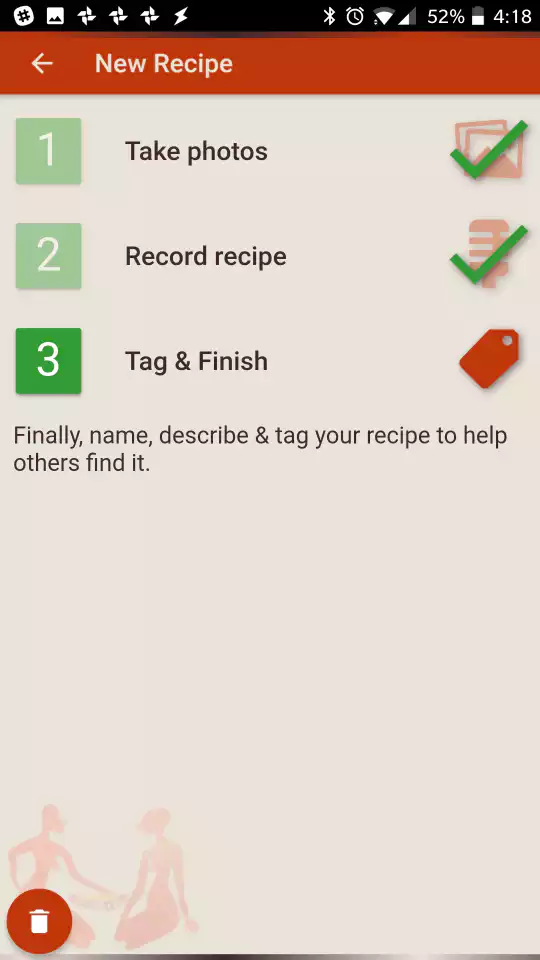 52% 4:18
New Recipe
1 Take photos
2 Record recipe
3 Tag & Finish
Finally, name, describe & tag your recipe to help
others find it.